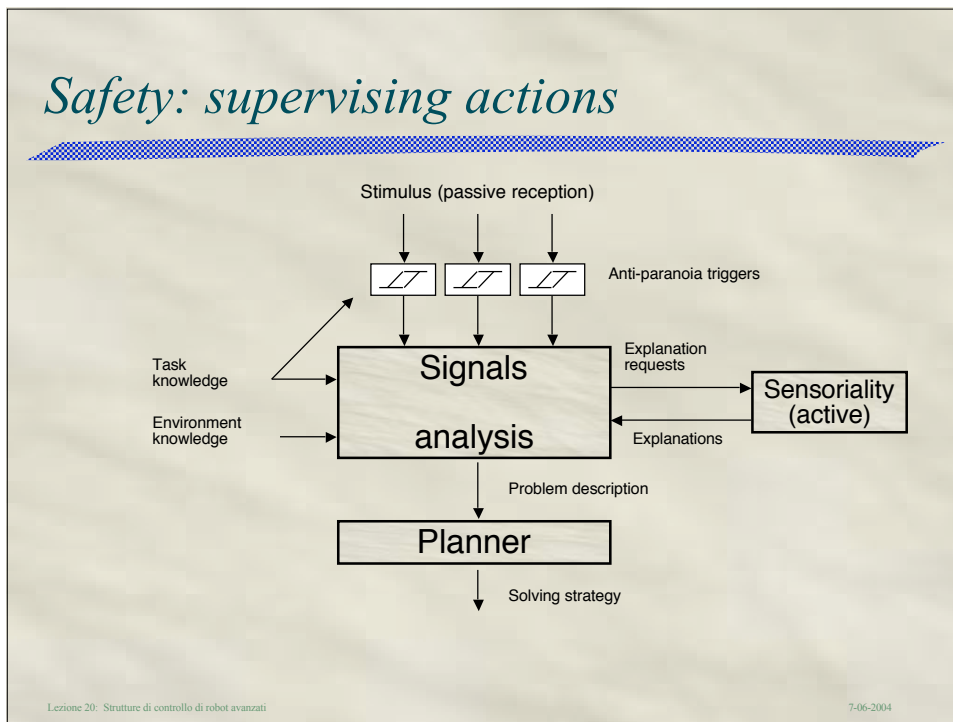 Safety: supervising actions
Stimulus (passive reception)
Anti-paranoia triggers
Task
knowledge
Environment
knowledge
Signals
analysis
Explanation
requests
Explanations
Sensoriality
(active)
Problem description
Planner
Solving strategy
Lezione 20: Strutture di controllo di robot avanzati
7-06-2004